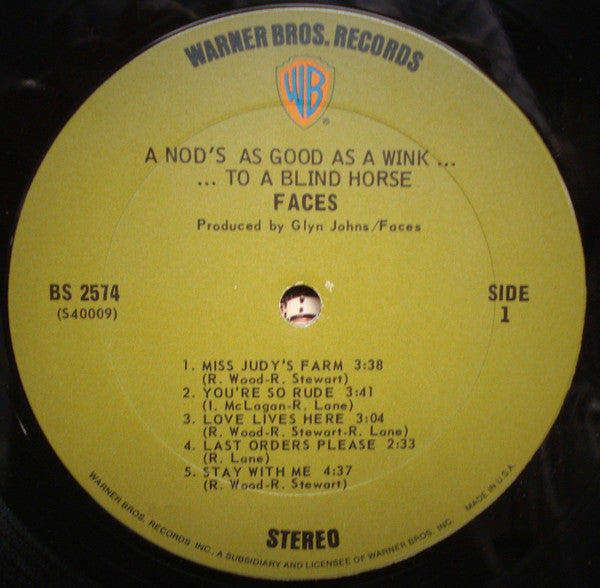 WARNER BROS. RECORDS
WB
®
A NOD'S AS GOOD AS A WINK ...
... TO A BLIND HORSE
FACES
Produced by Glyn Johns/Faces
BS 2574
(S40009)
SIDE
1
1. MISS JUDY'S FARM 3:38
(R. Wood-R. Stewart)
2. YOU'RE SO RUDE 3:41
(I. McLagan-R. Lane)
3. LOVE LIVES HERE 3:04
(R. Wood-R. Stewart-R. Lane)
4. LAST ORDERS PLEASE 2:33
(R. Lane)
5. STAY WITH ME 4:37
(R. Wood-R. Stewart)
STEREO
WARNER BROS. RECORDS INC., A SUBSIDIARY AND LICENSEE OF WARNER BROS. INC.
MADE IN U.S.A.